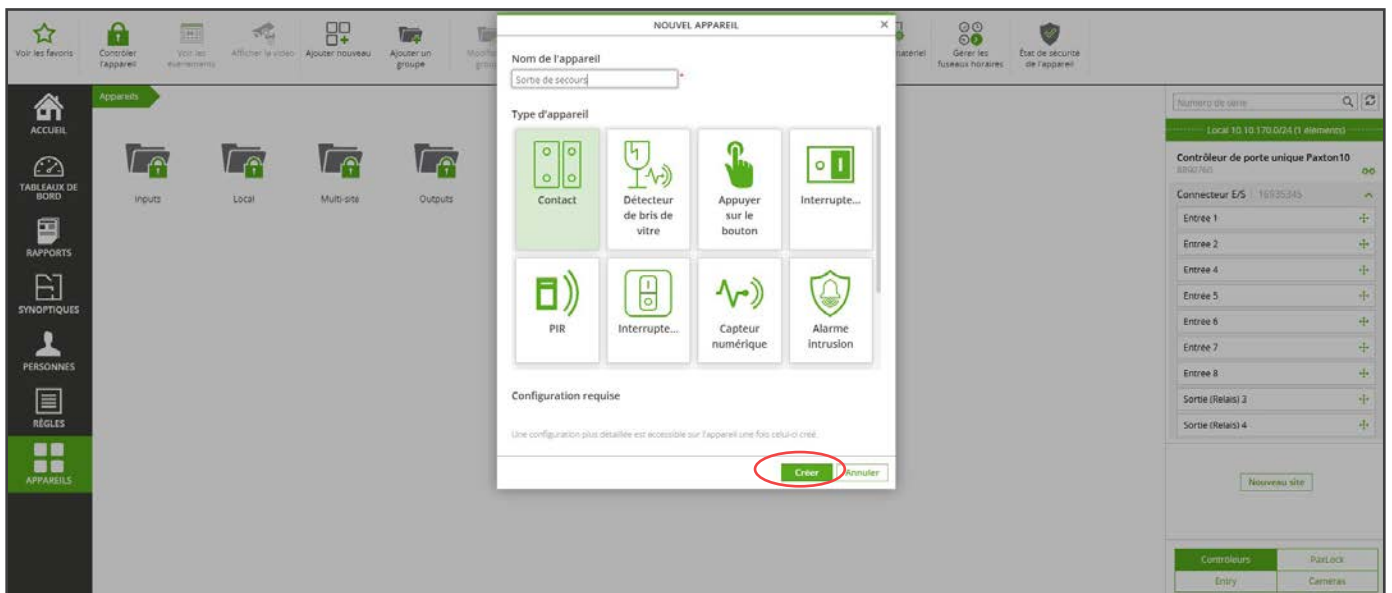 NOUVEL APPAREIL
Voir les favoris
Contrôler l'appareil
Voir les événements
Afficher la vidéo
Ajouter nouveau
Ajouter un groupe
Gérer les fuseaux horaires
État de sécurité de l'appareil
ACCUEIL
TABLEAUX DE BORD
RAPPORTS
SYNOPTIQUES
PERSONNES
RÈGLES
APPAREILS
Appareils
Inputs
Local
Multi-site
Outputs
Nom de l'appareil
Sortie de secours
*
Type d'appareil
Contact
Détecteur de bris de vitre
Appuyer sur le bouton
Interrupte...
PIR
Interrupte...
Capteur numérique
Alarme intrusion
Configuration requise
Une configuration plus détaillée est accessible sur l'appareil une fois celui-ci créé.
Créer
Annuler
Numéro de série
Local 10.10.170.0/24 (1 éléments)
Contrôleur de porte unique Paxton10
Connecteur E/S
16935345
Entrée 1
Entrée 2
Entrée 4
Entrée 5
Entrée 6
Entrée 7
Entrée 8
Sortie (Relais) 3
Sortie (Relais) 4
Nouveau site
Contrôleurs
PaxLock
Entry
Caméras